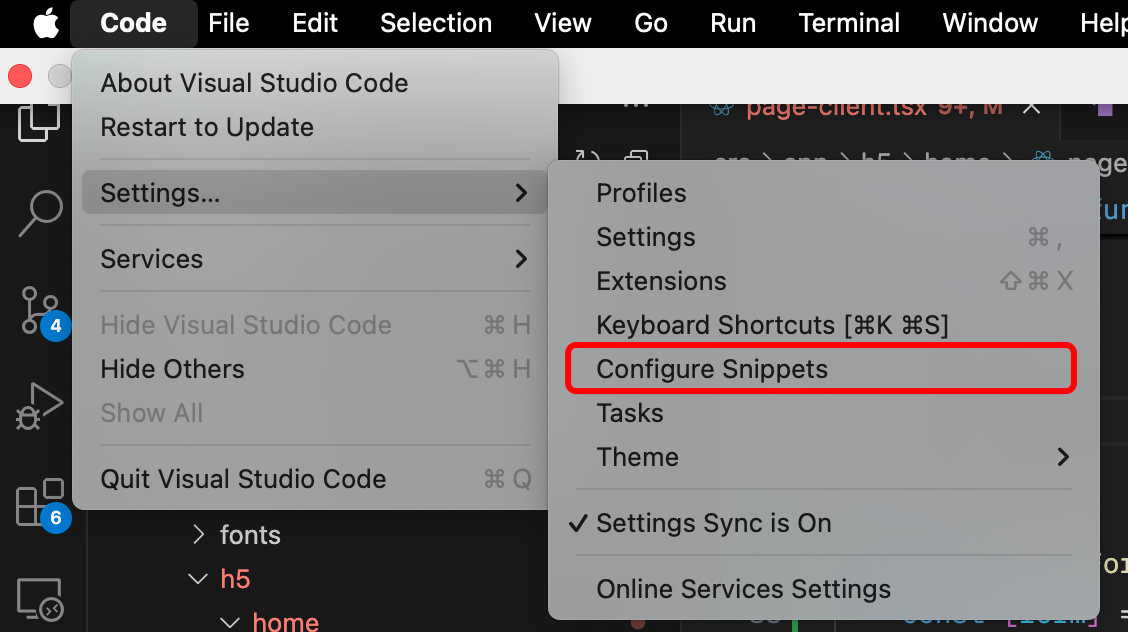 Code File Edit Selection View Go Run Terminal Window Help
About Visual Studio Code
Restart to Update
Settings... >
Services >
Hide Visual Studio Code ⌘ H
Hide Others ⌥ ⌘ H
Show All
Quit Visual Studio Code ⌘ Q
Profiles
Settings ⌘ ,
Extensions ⇧ ⌘ X
Keyboard Shortcuts [⌘K ⌘S]
Configure Snippets
Tasks
Theme >
✓ Settings Sync is On
Online Services Settings
page-client.tsx 9+, M
4
6
fonts
h5
home